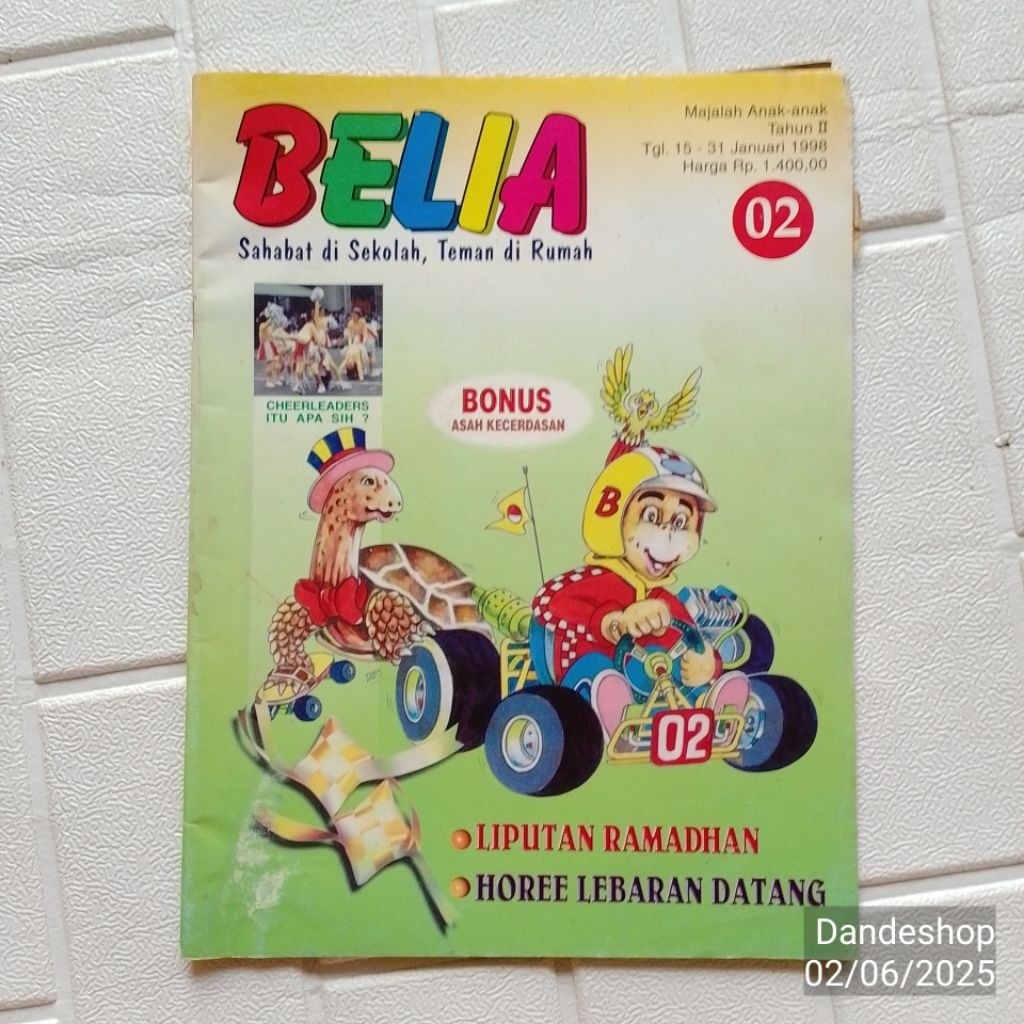 BELIA
Sahabat di Sekolah, Teman di Rumah
Majalah Anak-anak
Tahun II
Tgl. 15 - 31 Januari 1998
Harga Rp. 1.400,00
02
CHEERLEADERS
ITU APA SIH ?
BONUS
ASAH KECERDASAN
B
02
LIPUTAN RAMADHAN
HOREE LEBARAN DATANG
Dandeshop
02/06/2025